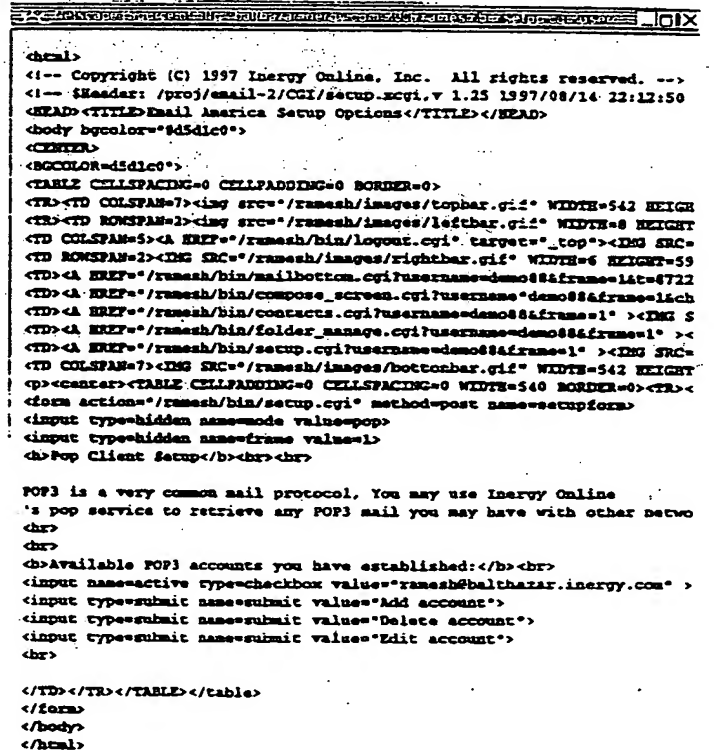 <html>
<!-- Copyright (C) 1997 Inergy Online, Inc. All rights reserved. -->
<!-- $Header: /proj/email-2/CGI/setup.xcgi,v 1.25 1997/08/14 22:12:50
<HEAD><TITLE>Email America Setup Options</TITLE></HEAD>
<body bgcolor="#d5d1c0">
<CENTER>
<BGCOLOR=d5d1c0">
<TABLE CELLSPACING=0 CELLPADDING=0 BORDER=0>
<TR><TD COLSPAN=7><img src="/ramesh/images/topbar.gif" WIDTH=542 HEIGH
<TR><TD ROWSPAN=2><img src="/ramesh/images/leftbar.gif" WIDTH=8 HEIGHT
<TD COLSPAN=5><A HREF="/ramesh/bin/logout.cgi" target="_top"><IMG SRC=
<TD ROWSPAN=2><IMG SRC="/ramesh/images/rightbar.gif" WIDTH=6 HEIGHT=59
<TD><A HREF="/ramesh/bin/mailbottom.cgi?username=demo88&frame=1&t=8722
<TD><A HREF="/ramesh/bin/compose_screen.cgi?username"demo88&frame=1&ch
<TD><A HREF="/ramesh/bin/contacts.cgi?username=demo88&frame=1" ><IMG S
<TD><A HREF="/ramesh/bin/folder_manage.cgi?username=demo88&frame=1" ><
<TD><A HREF="/ramesh/bin/setup.cgi?username=demo88&frame=1" ><IMG SRC=
<TD COLSPAN=7><IMG SRC="/ramesh/images/bottombar.gif" WIDTH=542 HEIGHT
<p><center><TABLE CELLPADDING=0 CELLSPACING=0 WIDTH=540 BORDER=0><TR><
<form action="/ramesh/bin/setup.cgi" method=post name=setupform>
<input type=hidden name=mode value=pop>
<input type=hidden name=frame value=1>
<b>Pop Client Setup</b><br><br>
POP3 is a very common mail protocol, You may use Inergy Online
's pop service to retrieve any POP3 mail you may have with other netwo
<br>
<br>
<b>Available POP3 accounts you have established:</b><br>
<input name=active type=checkbox value="ramesh@balthazar.inergy.com" >
<input type=submit name=submit value="Add account">
<input type=submit name=submit value="Delete account">
<input type=submit name=submit value="Edit account">
<br>
</TD></TR></TABLE></table>
</form>
</body>
</html>